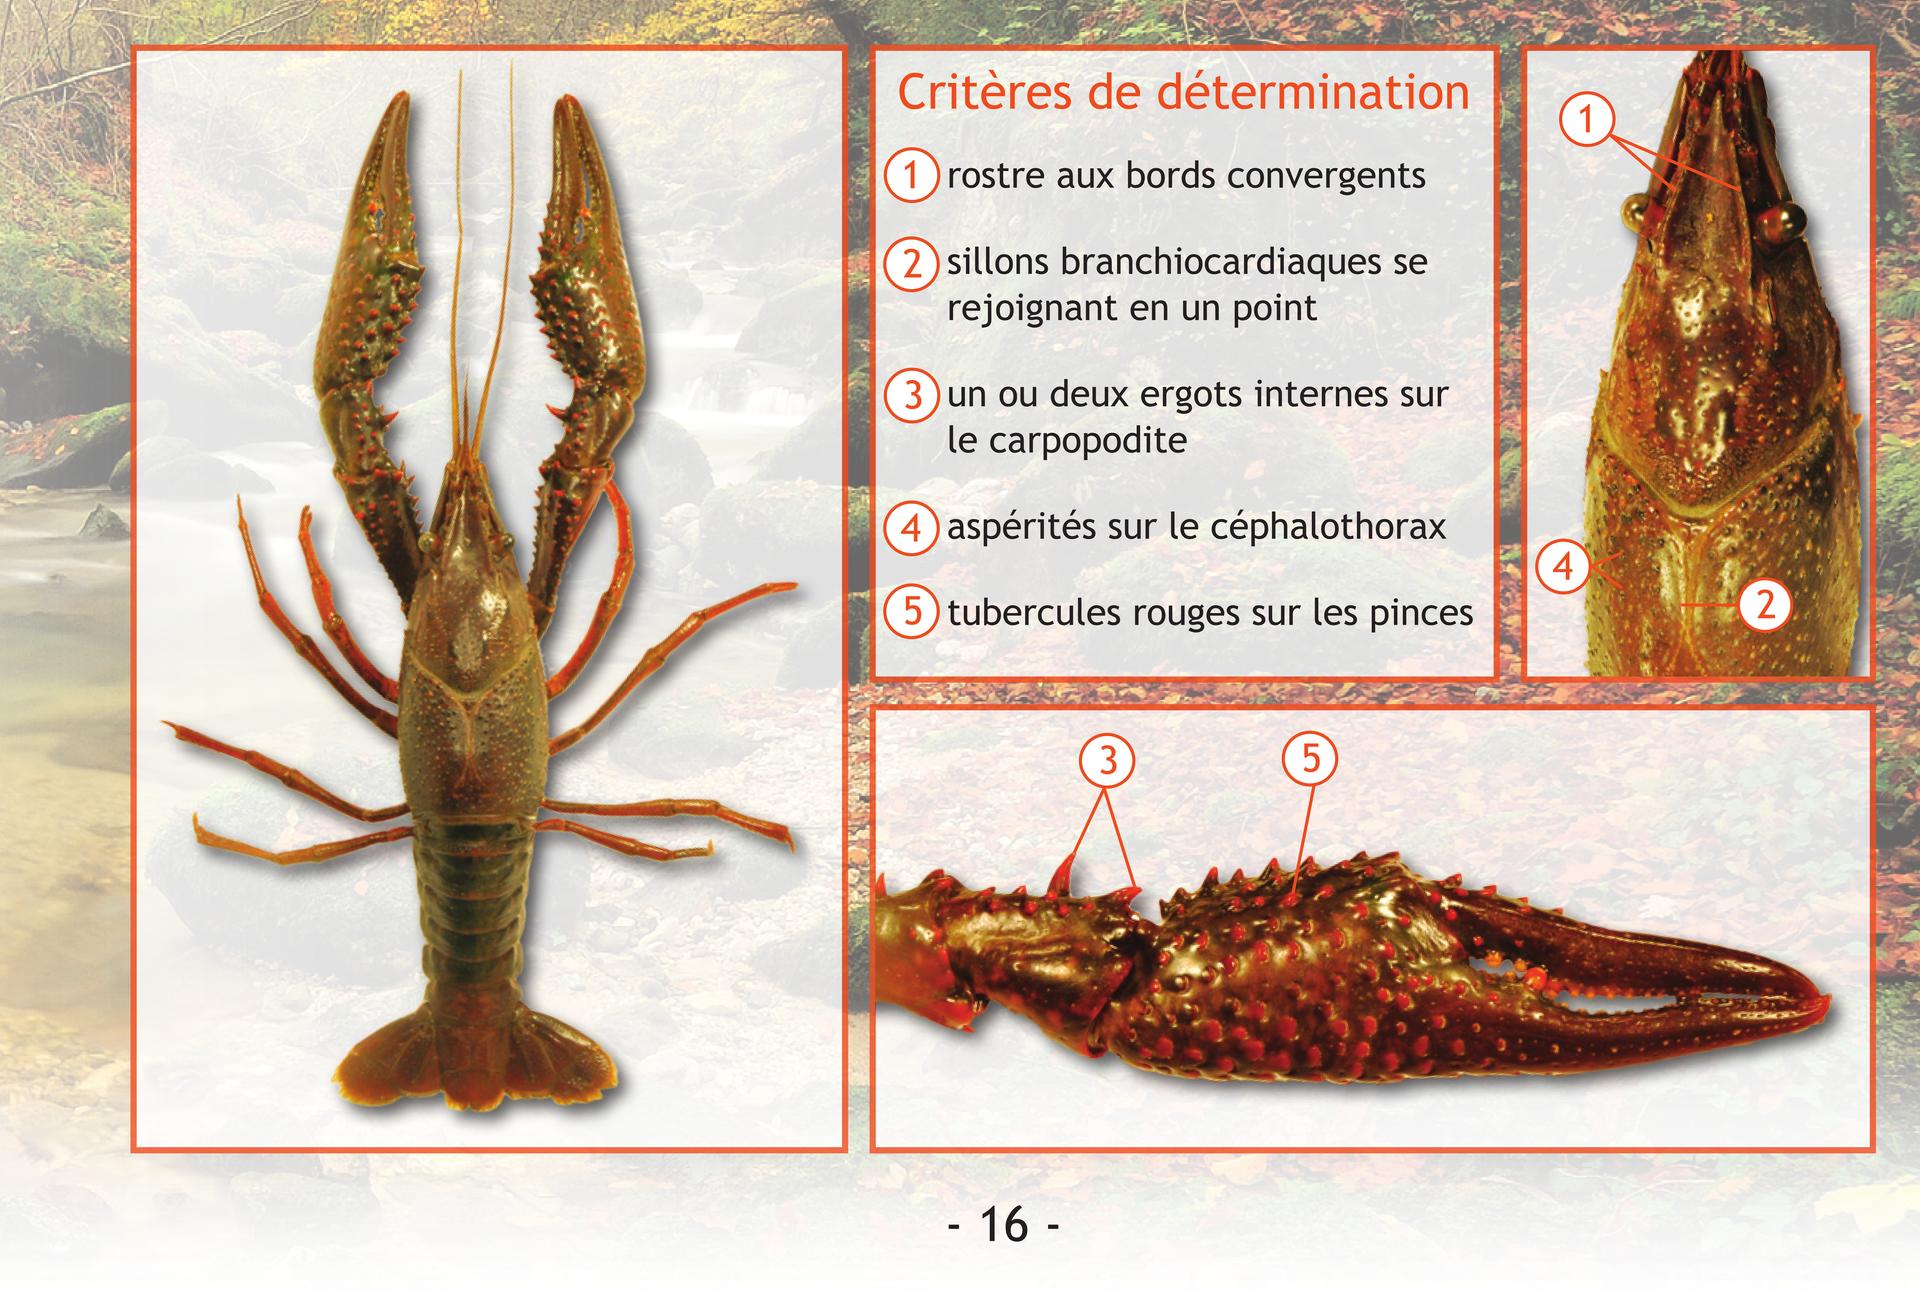 Critères de détermination
1 rostre aux bords convergents
2 sillons branchiocardiaques se
rejoignant en un point
3 un ou deux ergots internes sur
le carpopodite
4 aspérités sur le céphalothorax
5 tubercules rouges sur les pinces
1
4
2
3
5
- 16 -